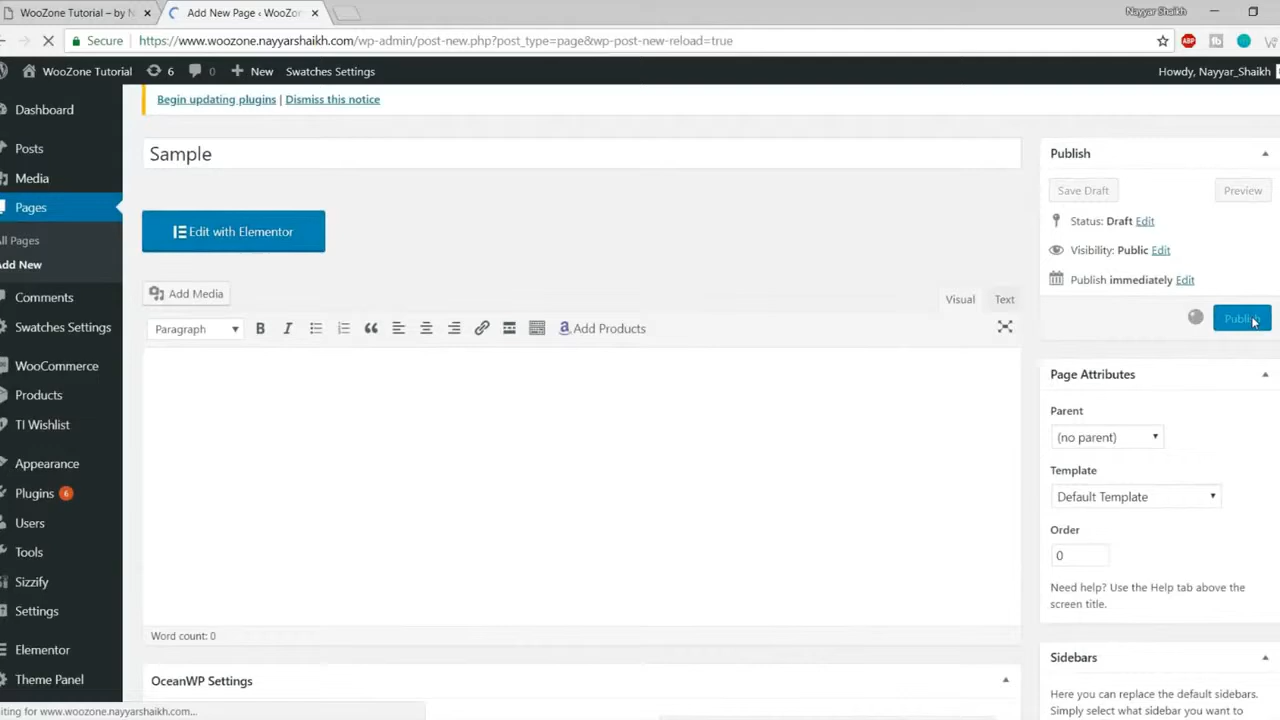 WooZone Tutorial – by N
Add New Page ‹ WooZon
Nayyar Shaikh
Secure
https://www.woozone.nayyarshaikh.com/wp-admin/post-new.php?post_type=page&wp-post-new-reload=true
ABP
WooZone Tutorial
6
0
New
Swatches Settings
Howdy, Nayyar_Shaikh
Begin updating plugins | Dismiss this notice
Dashboard
Posts
Media
Pages
All Pages
Add New
Comments
Swatches Settings
WooCommerce
Products
TI Wishlist
Appearance
Plugins 6
Users
Tools
Sizzify
Settings
Elementor
Theme Panel
Sample
Edit with Elementor
Add Media
Visual
Text
Paragraph
B
I
Add Products
Word count: 0
OceanWP Settings
Publish
Save Draft
Preview
Status: Draft Edit
Visibility: Public Edit
Publish immediately Edit
Publish
Page Attributes
Parent
(no parent)
Template
Default Template
Order
0
Need help? Use the Help tab above the
screen title.
Sidebars
Here you can replace the default sidebars.
Simply select what sidebar you want to
iting for www.woozone.nayyarshaikh.com...